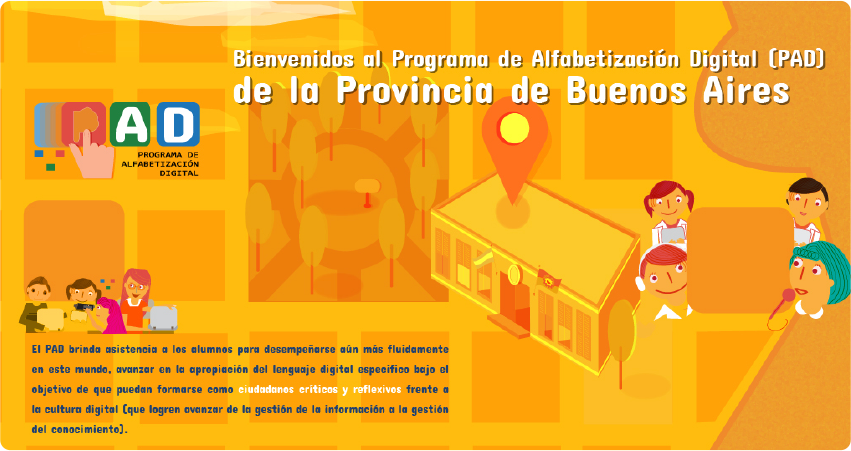 Bienvenidos al Programa de Alfabetización Digital (PAD)
de la Provincia de Buenos Aires
PAD
PROGRAMA DE
ALFABETIZACIÓN
DIGITAL
El PAD brinda asistencia a los alumnos para desempeñarse aún más fluidamente
en este mundo, avanzar en la apropiación del lenguaje digital específico bajo el
objetivo de que puedan formarse como ciudadanos críticos y reflexivos frente a
la cultura digital (que logren avanzar de la gestión de la información a la gestión
del conocimiento).